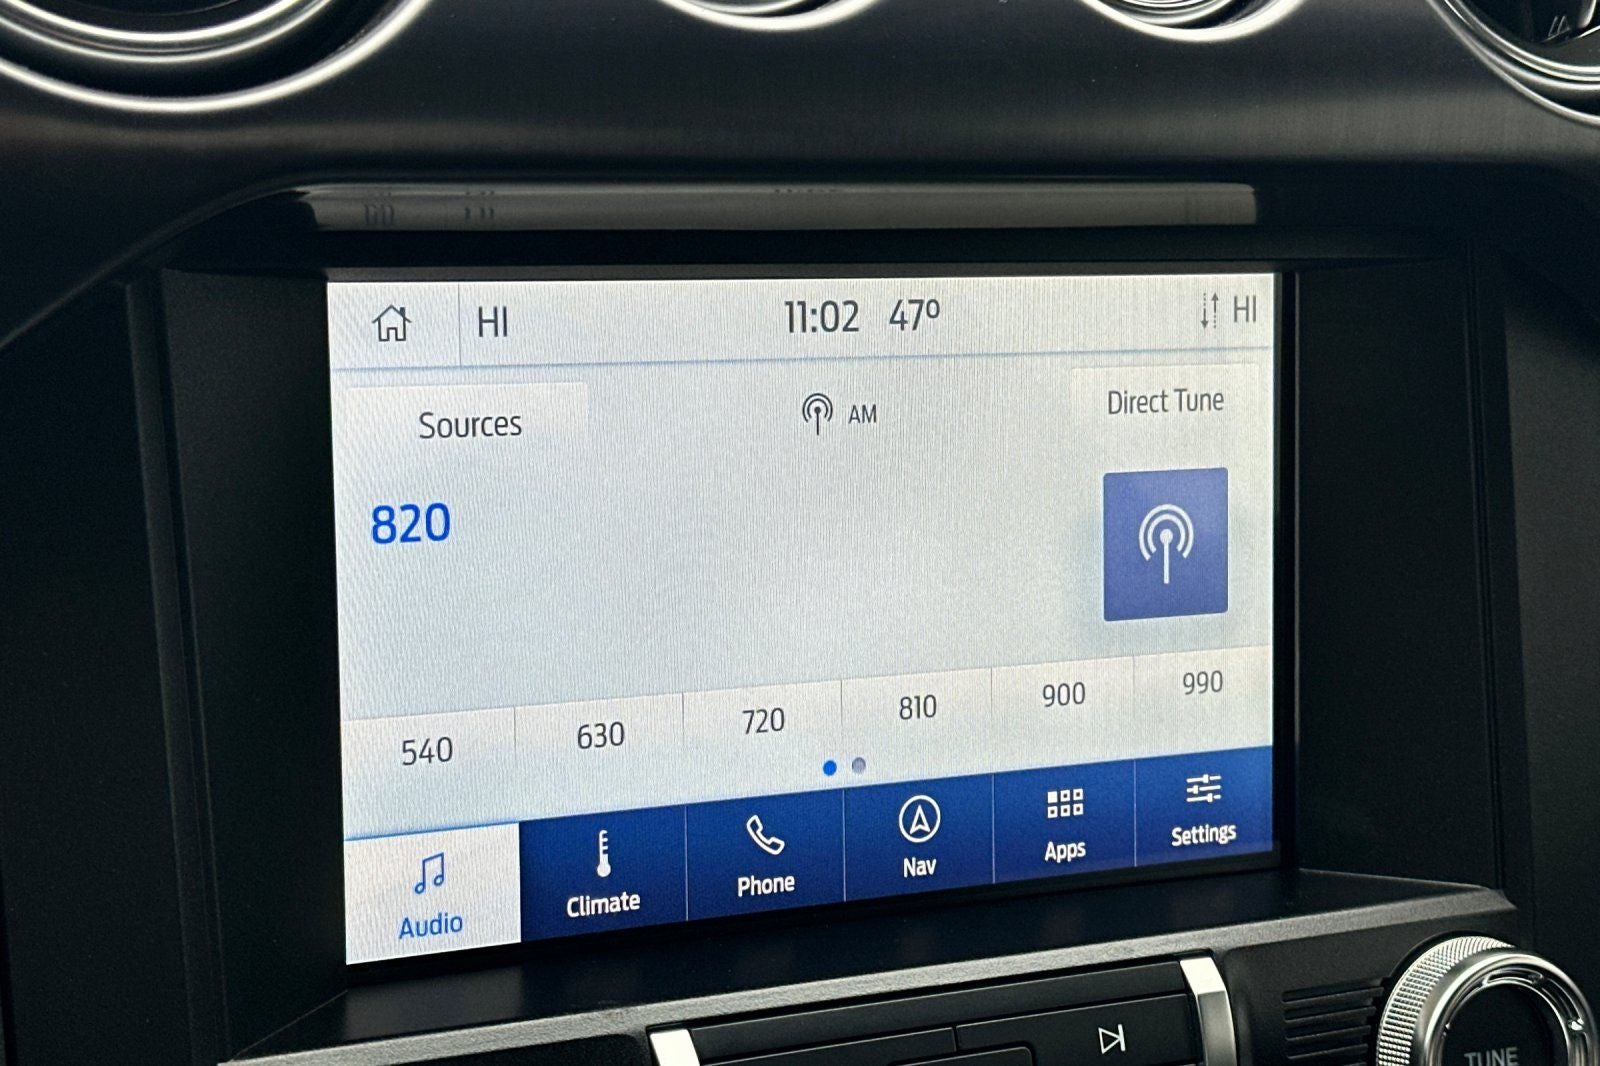 HI 11:02 47° HI
Sources AM Direct Tune
820
540 630 720 810 900 990
Audio Climate Phone Nav Apps Settings
TUNE